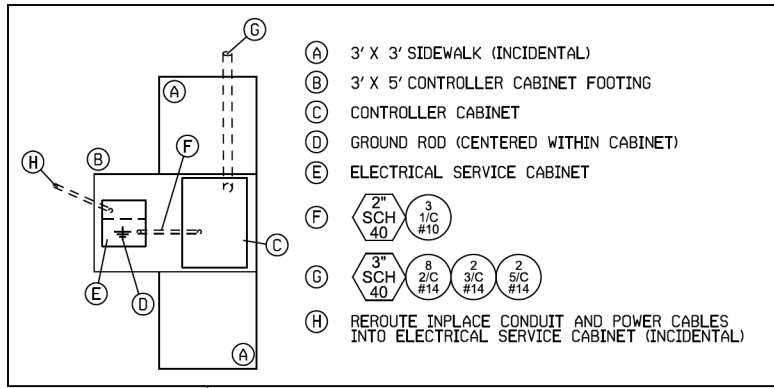 G
A
B
F
H
C
E
D
A
A 3' X 3' SIDEWALK (INCIDENTAL)
B 3' X 5' CONTROLLER CABINET FOOTING
C CONTROLLER CABINET
D GROUND ROD (CENTERED WITHIN CABINET)
E ELECTRICAL SERVICE CABINET
F
2"
SCH
40
3
1/C
#10
G
3"
SCH
40
8
2/C
#14
2
3/C
#14
2
5/C
#14
H REROUTE INPLACE CONDUIT AND POWER CABLES
INTO ELECTRICAL SERVICE CABINET (INCIDENTAL)